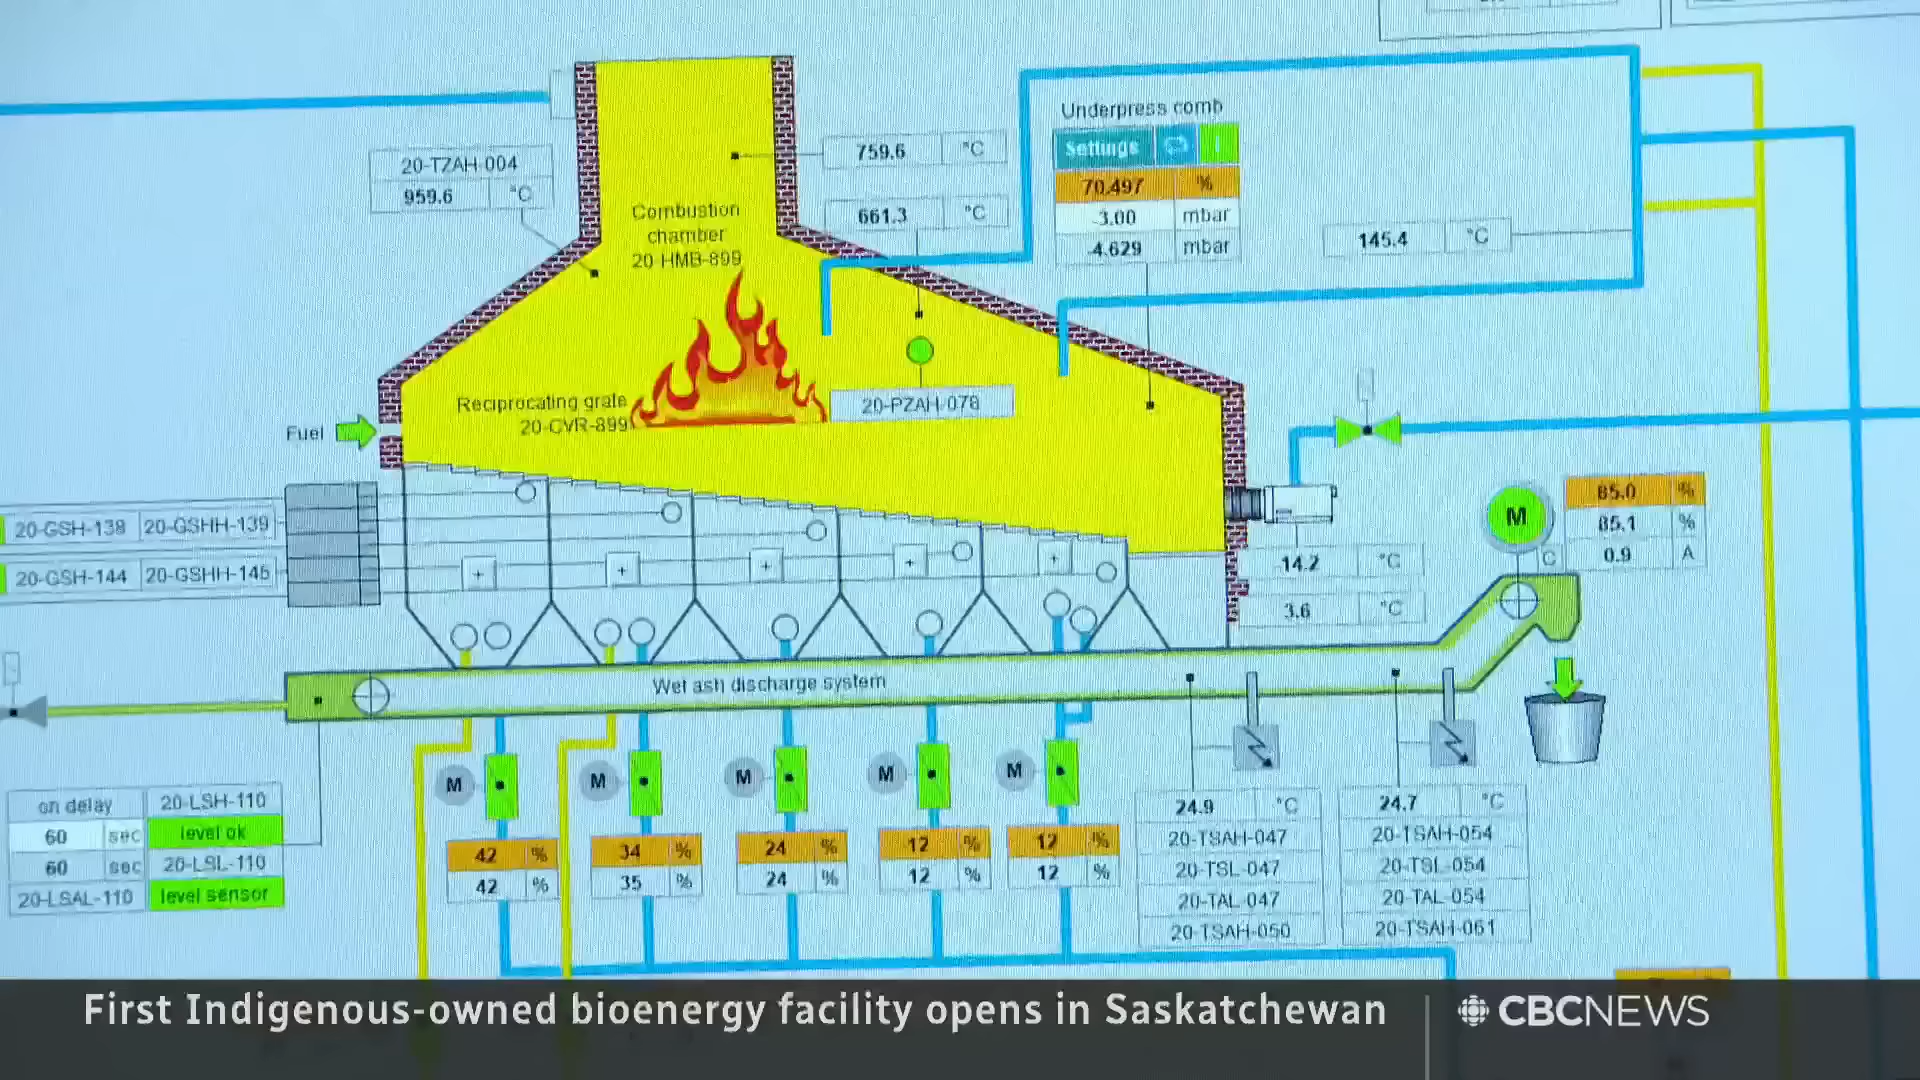 Underpress comb
Settings
70.497 %
-3.00 mbar
-4.629 mbar
20-TZAH-004
959.6 °C
759.6 °C
661.3 °C
145.4 °C
Combustion
chamber
20-HMB-899
Reciprocating grate
20-CVR-899
20-PZAH-078
Fuel
M
85.0 %
85.1 %
0.9 A
C
20-GSH-138 20-GSHH-139
20-GSH-144 20-GSHH-145
14.2 °C
3.6 °C
Wet ash discharge system
M M M M M
on delay 20-LSH-110
60 sec level ok
60 sec 20-LSL-110
20-LSAL-110 level sensor
42 % 34 % 24 % 12 % 12 %
42 % 35 % 24 % 12 % 12 %
24.9 °C
20-TSAH-047
20-TSL-047
20-TAL-047
20-TSAH-050
24.7 °C
20-TSAH-054
20-TSL-054
20-TAL-054
20-TSAH-061
First Indigenous-owned bioenergy facility opens in Saskatchewan
CBCNEWS